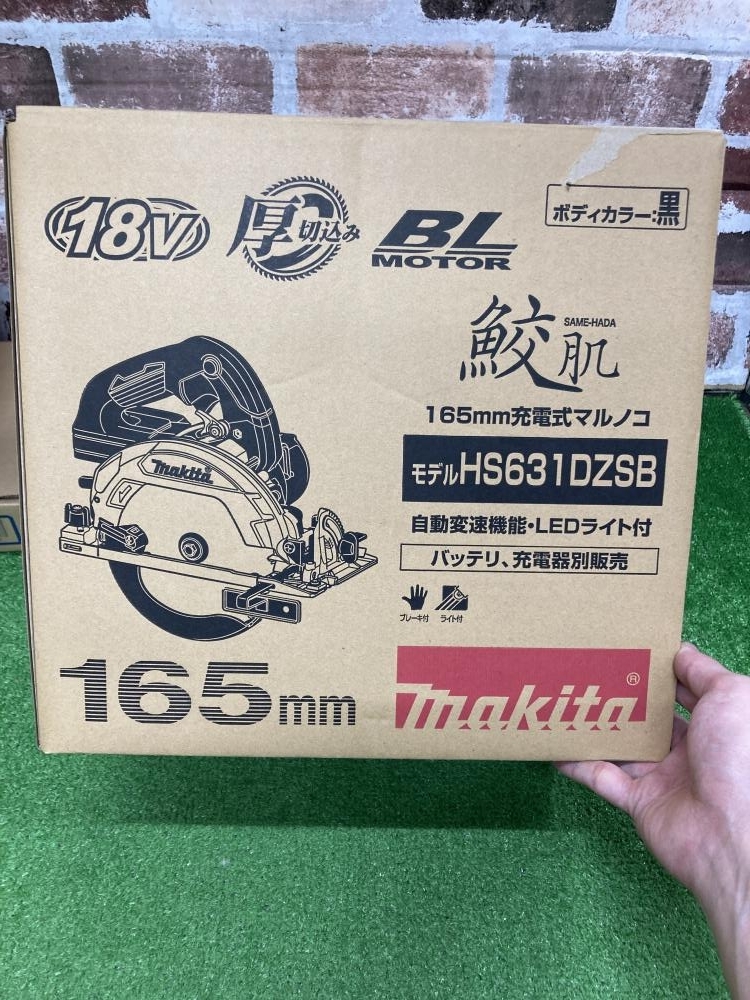 18V
厚切込み
BL
MOTOR
ボディカラー:黒
鮫肌
SAME-HADA
165mm充電式マルノコ
モデルHS631DZSB
自動変速機能・LEDライト付
バッテリ、充電器別販売
ブレーキ付
ライト付
makita
165mm
makita®